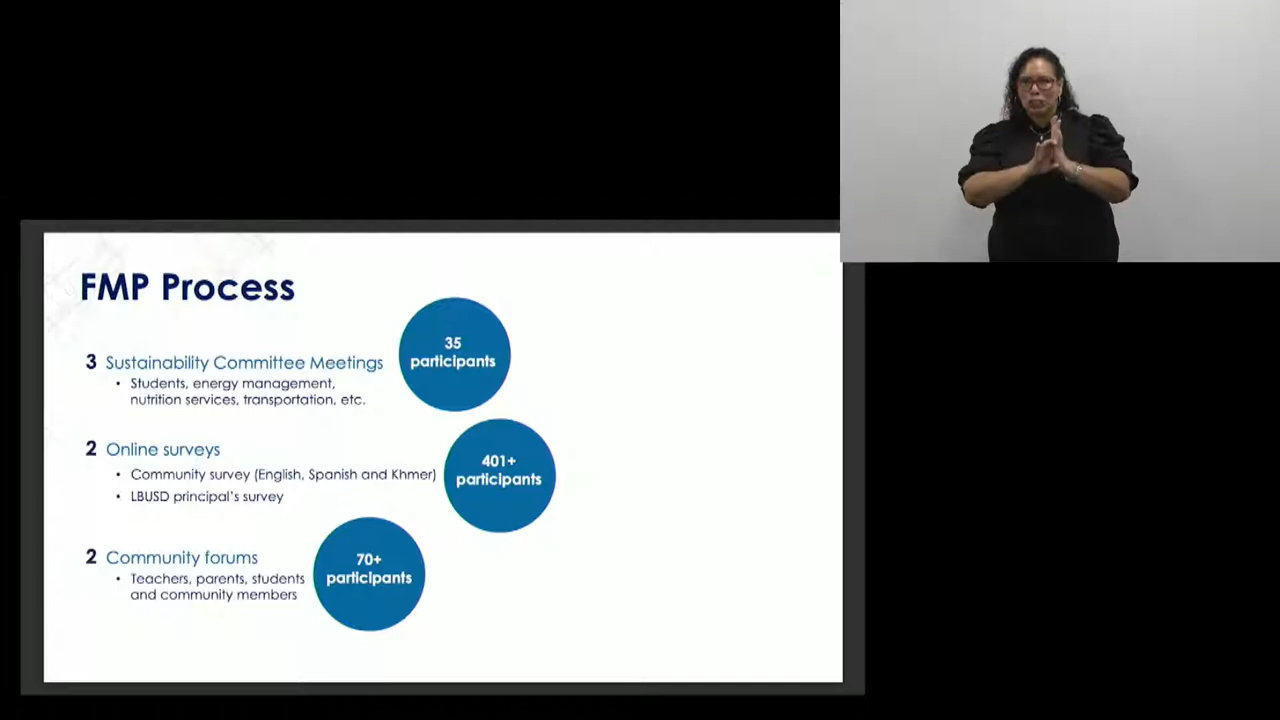 FMP Process
3 Sustainability Committee Meetings
• Students, energy management,
nutrition services, transportation, etc.
35
participants
2 Online surveys
• Community survey (English, Spanish and Khmer)
• LBUSD principal's survey
401+
participants
2 Community forums
• Teachers, parents, students
and community members
70+
participants